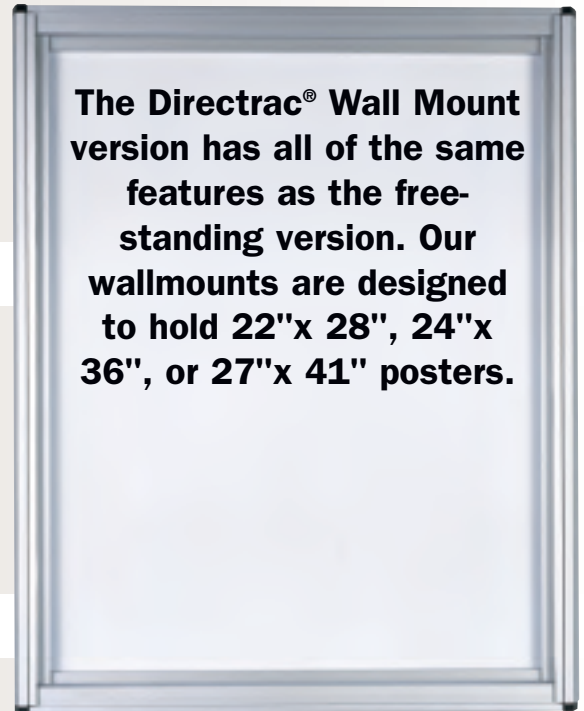 The Directrac® Wall Mount
version has all of the same
features as the free-
standing version. Our
wallmounts are designed
to hold 22"x 28", 24"x
36", or 27"x 41" posters.